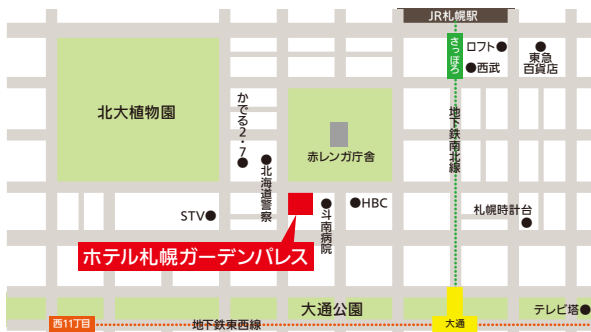 JR札幌駅
さっぽろ
ロフト
西武
東急
百貨店
北大植物園
かでる2・7
北海道警察
赤レンガ庁舎
地下鉄南北線
STV
斗南病院
HBC
札幌時計台
ホテル札幌ガーデンパレス
大通公園
テレビ塔
西11丁目
地下鉄東西線
大通